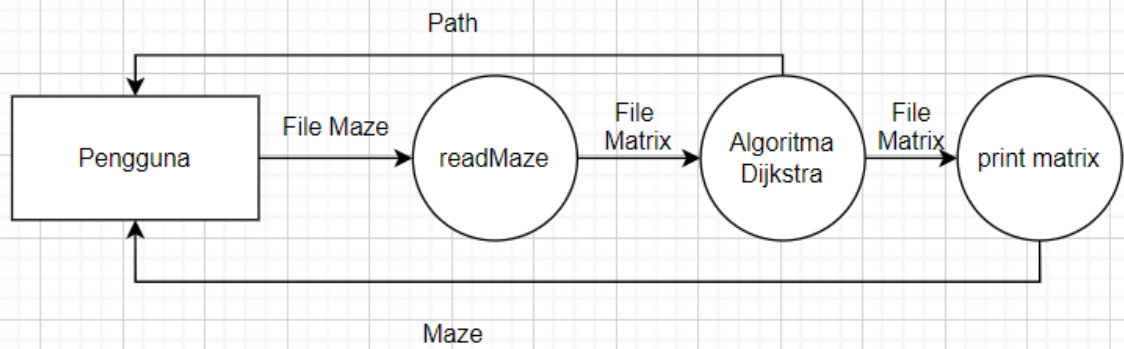 Path
Pengguna
File Maze
readMaze
File
Matrix
Algoritma
Dijkstra
File
Matrix
print matrix
Maze